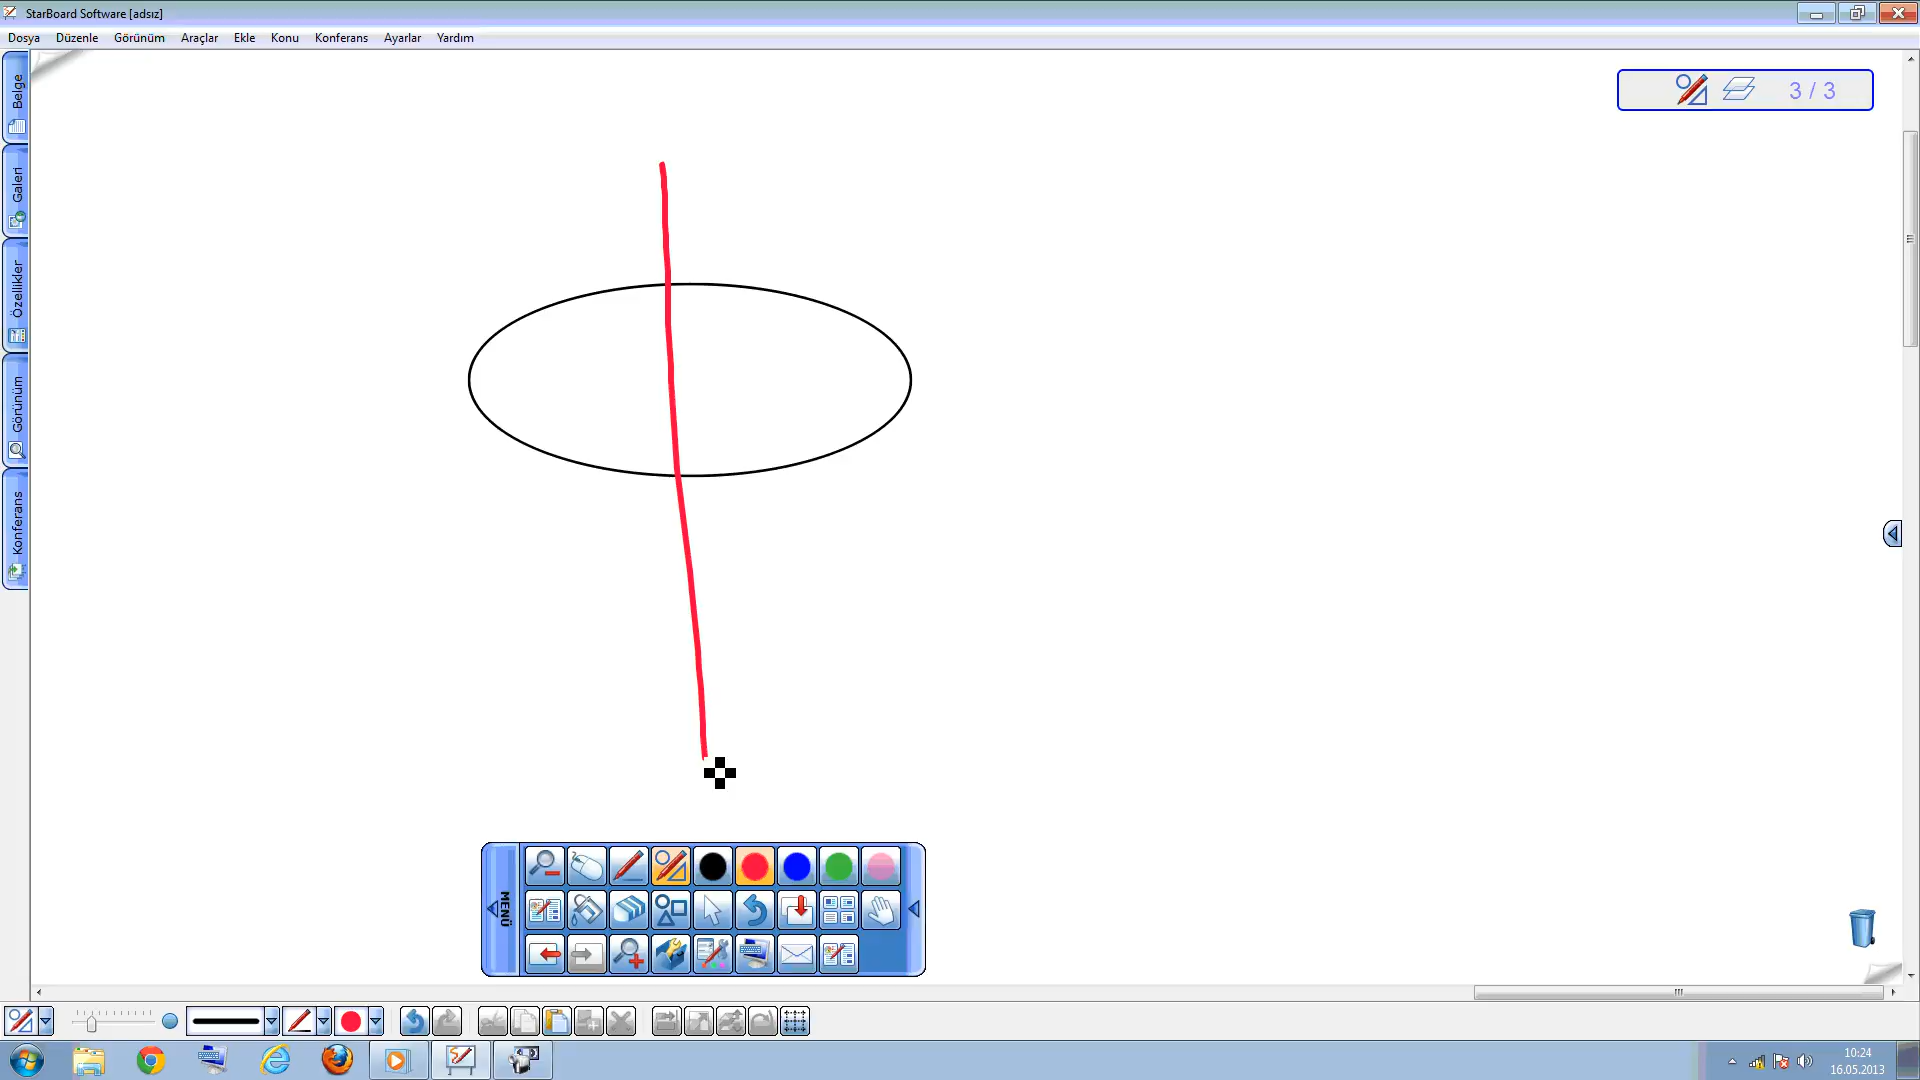 StarBoard Software [adsız]
Dosya Düzenle Görünüm Araçlar Ekle Konu Konferans Ayarlar Yardım
Belge
Galeri
Özellikler
Görünüm
Konferans
3 / 3
MENÜ
10:24
16.05.2013